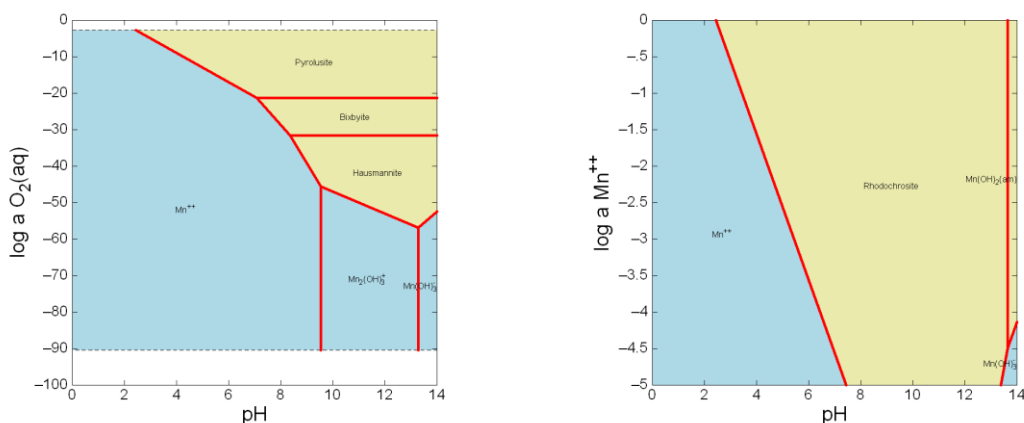 0
–10
–20
–30
–40
–50
–60
–70
–80
–90
–100
log a O₂(aq)
Pyrolusite
Bixbyite
Hausmannite
Mn⁺⁺
Mn₂(OH)₃⁺
Mn(OH)₃⁻
0 2 4 6 8 10 12 14
pH
0
–.5
–1
–1.5
–2
–2.5
–3
–3.5
–4
–4.5
–5
log a Mn⁺⁺
Mn(OH)₂(am)
Rhodochrosite
Mn⁺⁺
Mn(OH)₃⁻
0 2 4 6 8 10 12 14
pH